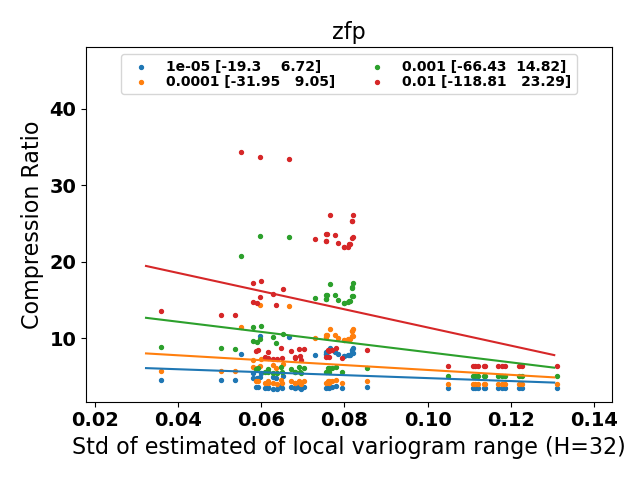 zfp
1e-05 [-19.3 6.72]
0.0001 [-31.95 9.05]
0.001 [-66.43 14.82]
0.01 [-118.81 23.29]
Compression Ratio
40
30
20
10
0.02 0.04 0.06 0.08 0.10 0.12 0.14
Std of estimated of local variogram range (H=32)